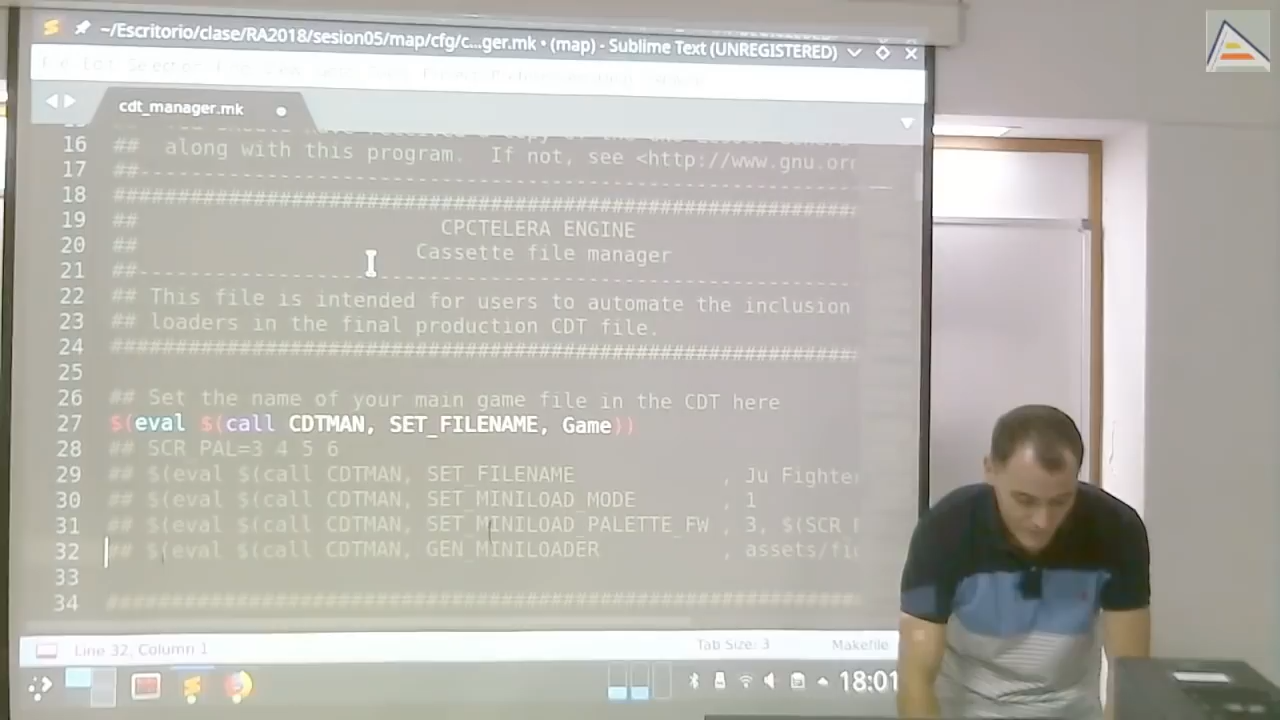 ~/Escritorio/clase/RA2018/sesion05/map/cfg/c...ger.mk • (map) - Sublime Text (UNREGISTERED)
cdt_manager.mk
16 ## along with this program. If not, see <http://www.gnu.or
17 ##
18
19 ## CPCTELERA ENGINE
20 ## Cassette file manager
21 ##
22 ## This file is intended for users to automate the inclusion
23 ## loaders in the final production CDT file.
24
25
26 ## Set the name of your main game file in the CDT here
27 $(eval $(call CDTMAN, SET_FILENAME, Game))
28 ## SCR PAL=3 4 5 6
29 ## $(eval $(call CDTMAN, SET_FILENAME , Ju Fighte
30 ## $(eval $(call CDTMAN, SET_MINILOAD_MODE , 1
31 ## $(eval $(call CDTMAN, SET_MINILOAD_PALETTE_FW , 3, $(SCR
32 ## $(eval $(call CDTMAN, GEN_MINILOADER , assets/fi
33
34
Line 32, Column 1 Tab Size: 3 Makefile
18:01